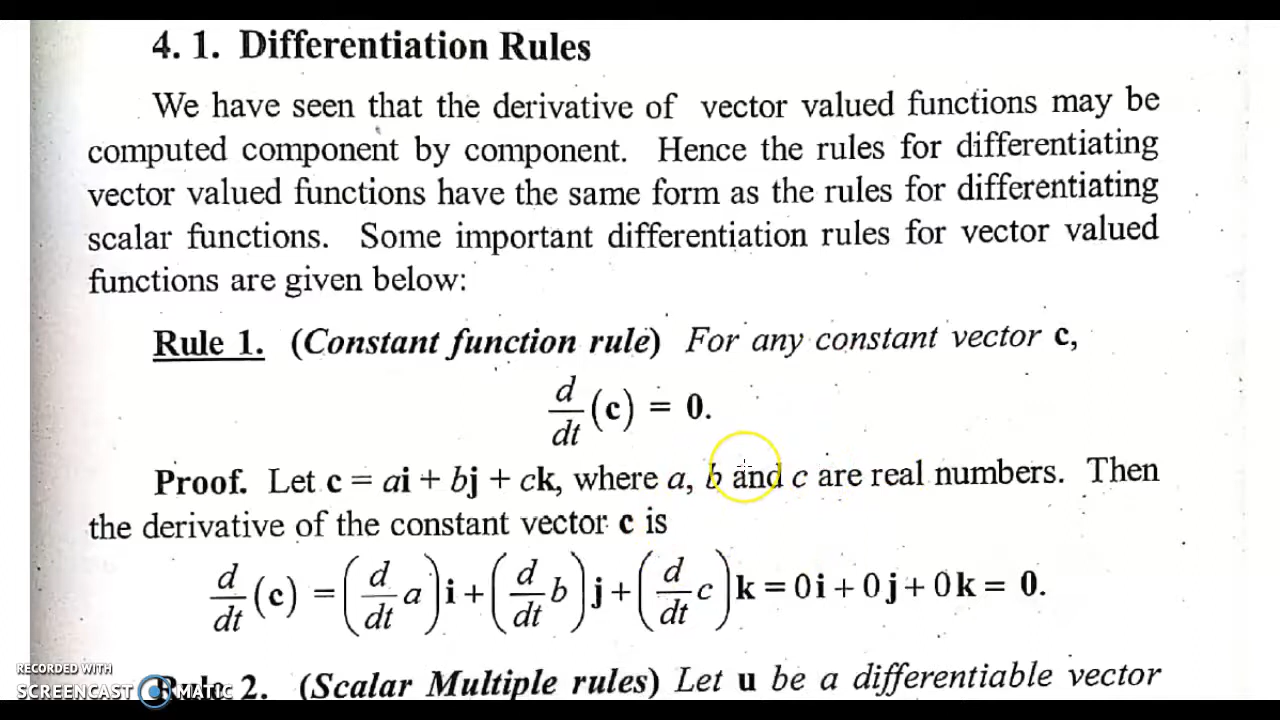 4. 1. Differentiation Rules
We have seen that the derivative of vector valued functions may be
computed component by component. Hence the rules for differentiating
vector valued functions have the same form as the rules for differentiating
scalar functions. Some important differentiation rules for vector valued
functions are given below:
Rule 1. (Constant function rule) For any constant vector c,
d/dt (c) = 0.
Proof. Let c = ai + bj + ck, where a, b and c are real numbers. Then
the derivative of the constant vector c is
d/dt (c) = (d/dt a) i + (d/dt b) j + (d/dt c) k = 0i + 0j + 0k = 0.
RECORDED WITH
SCREENCAST MATIC
Rule 2. (Scalar Multiple rules) Let u be a differentiable vector